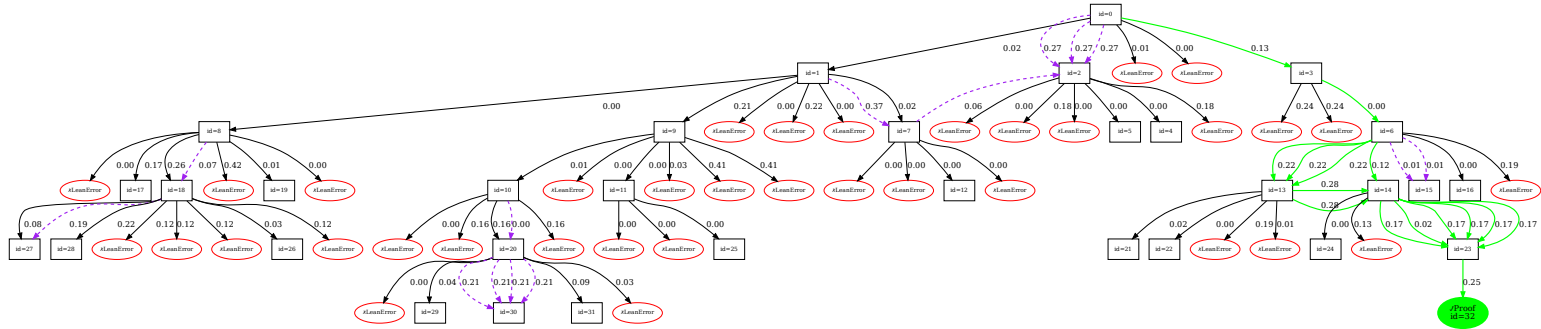 id=0
0.02
0.27
0.27
0.27
0.01
0.00
0.13
id=1
id=2
≠LeanError
≠LeanError
id=3
0.00
0.21
0.00
0.22
0.00
0.37
0.02
0.06
0.00
0.18
0.00
0.00
0.00
0.18
0.24
0.24
0.00
id=8
id=9
≠LeanError
≠LeanError
≠LeanError
id=7
≠LeanError
≠LeanError
≠LeanError
id=5
id=4
≠LeanError
≠LeanError
≠LeanError
id=6
0.00
0.17
0.26
0.07
0.42
0.01
0.00
0.01
0.00
0.00
0.03
0.41
0.41
0.00
0.00
0.00
0.00
0.22
0.22
0.22
0.12
0.01
0.01
0.00
0.19
≠LeanError
id=17
id=18
≠LeanError
id=19
≠LeanError
id=10
≠LeanError
id=11
≠LeanError
≠LeanError
≠LeanError
≠LeanError
≠LeanError
id=12
≠LeanError
id=13
0.28
id=14
id=15
id=16
≠LeanError
0.28
0.08
0.19
0.22
0.12
0.12
0.12
0.03
0.12
0.00
0.16
0.16
0.00
0.16
0.00
0.00
0.00
0.02
0.00
0.19
0.01
0.00
0.13
0.17
0.02
0.17
0.17
0.17
0.17
id=27
id=28
≠LeanError
≠LeanError
≠LeanError
id=26
≠LeanError
≠LeanError
≠LeanError
id=20
≠LeanError
≠LeanError
≠LeanError
id=25
id=21
id=22
≠LeanError
≠LeanError
id=24
≠LeanError
id=23
0.00
0.04
0.21
0.21
0.21
0.21
0.09
0.03
0.25
≠LeanError
id=29
id=30
id=31
≠LeanError
✓Proof
id=32